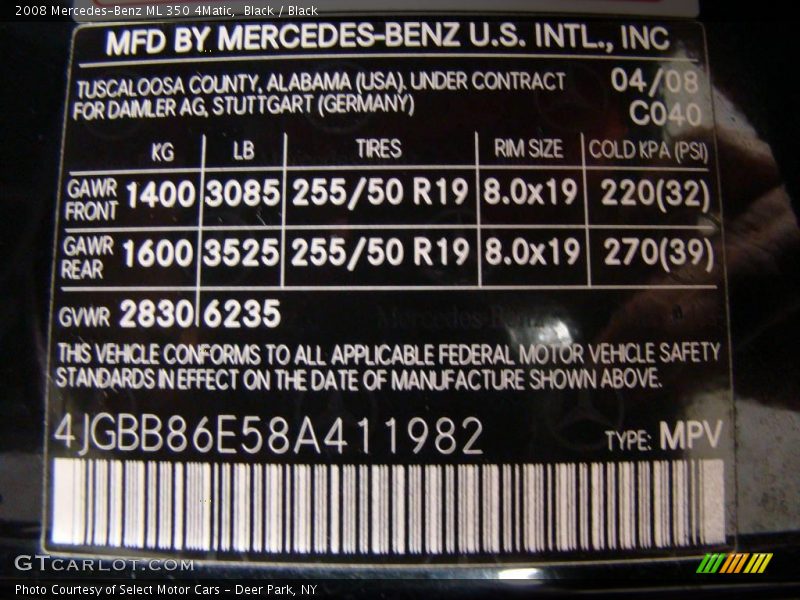 2008 Mercedes-Benz ML 350 4Matic,  Black / Black
MFD BY MERCEDES-BENZ U.S. INTL., INC
TUSCALOOSA COUNTY, ALABAMA (USA). UNDER CONTRACT 04/08
FOR DAIMLER AG, STUTTGART (GERMANY) C040
KG LB TIRES RIM SIZE COLD KPA (PSI)
GAWR FRONT 1400 3085 255/50 R19 8.0x19 220(32)
GAWR REAR 1600 3525 255/50 R19 8.0x19 270(39)
GVWR 2830 6235
THIS VEHICLE CONFORMS TO ALL APPLICABLE FEDERAL MOTOR VEHICLE SAFETY
STANDARDS IN EFFECT ON THE DATE OF MANUFACTURE SHOWN ABOVE.
4JGBB86E58A411982 TYPE: MPV
GTCARLOT.COM
Photo Courtesy of Select Motor Cars - Deer Park, NY